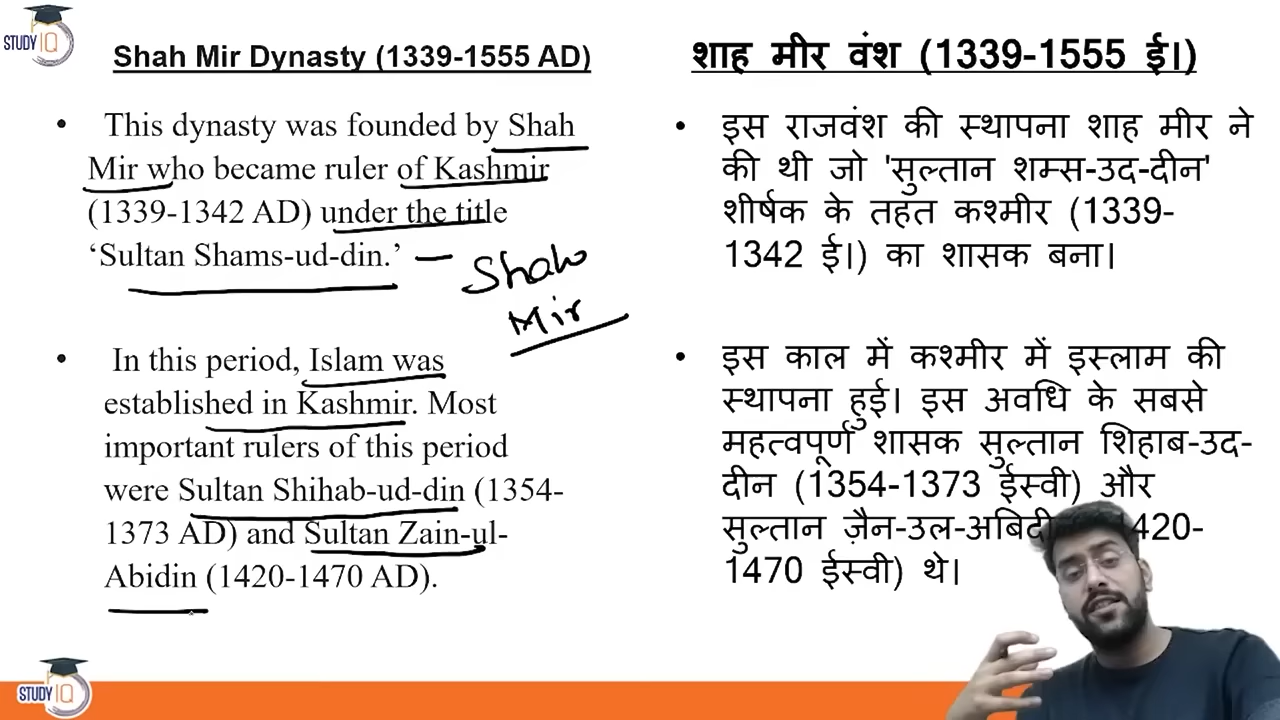 STUDY IQ
Shah Mir Dynasty (1339-1555 AD)
• This dynasty was founded by Shah
Mir who became ruler of Kashmir
(1339-1342 AD) under the title
‘Sultan Shams-ud-din.’ –
Shah
Mir
• In this period, Islam was
established in Kashmir. Most
important rulers of this period
were Sultan Shihab-ud-din (1354-
1373 AD) and Sultan Zain-ul-
Abidin (1420-1470 AD).
शाह मीर वंश (1339-1555 ई।)
• इस राजवंश की स्थापना शाह मीर ने
की थी जो 'सुल्तान शम्स-उद-दीन'
शीर्षक के तहत कश्मीर (1339-
1342 ई।) का शासक बना।
• इस काल में कश्मीर में इस्लाम की
स्थापना हुई। इस अवधि के सबसे
महत्वपूर्ण शासक सुल्तान शिहाब-उद-
दीन (1354-1373 ईस्वी) और
सुल्तान ज़ैन-उल-अबिदी 420-
1470 ईस्वी) थे।
STUDY IQ